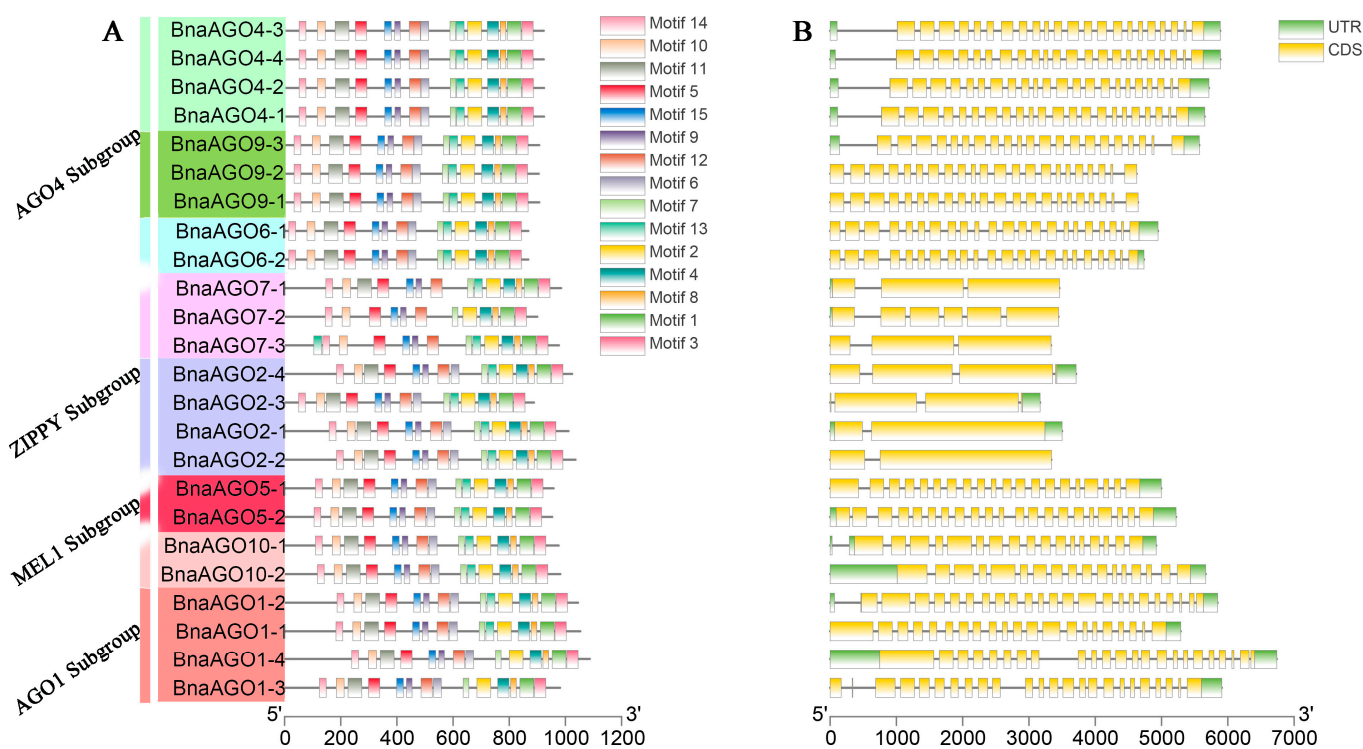 A
BnaAGO4-3
BnaAGO4-4
BnaAGO4-2
BnaAGO4-1
BnaAGO9-3
BnaAGO9-2
BnaAGO9-1
BnaAGO6-1
BnaAGO6-2
BnaAGO7-1
BnaAGO7-2
BnaAGO7-3
BnaAGO2-4
BnaAGO2-3
BnaAGO2-1
BnaAGO2-2
BnaAGO5-1
BnaAGO5-2
BnaAGO10-1
BnaAGO10-2
BnaAGO1-2
BnaAGO1-1
BnaAGO1-4
BnaAGO1-3
AGO4 Subgroup
ZIPPY Subgroup
MEL1 Subgroup
AGO1 Subgroup
5' 3'
0 200 400 600 800 1000 1200
Motif 14
Motif 10
Motif 11
Motif 5
Motif 15
Motif 9
Motif 12
Motif 6
Motif 7
Motif 13
Motif 2
Motif 4
Motif 8
Motif 1
Motif 3
B
UTR
CDS
5' 3'
0 1000 2000 3000 4000 5000 6000 7000